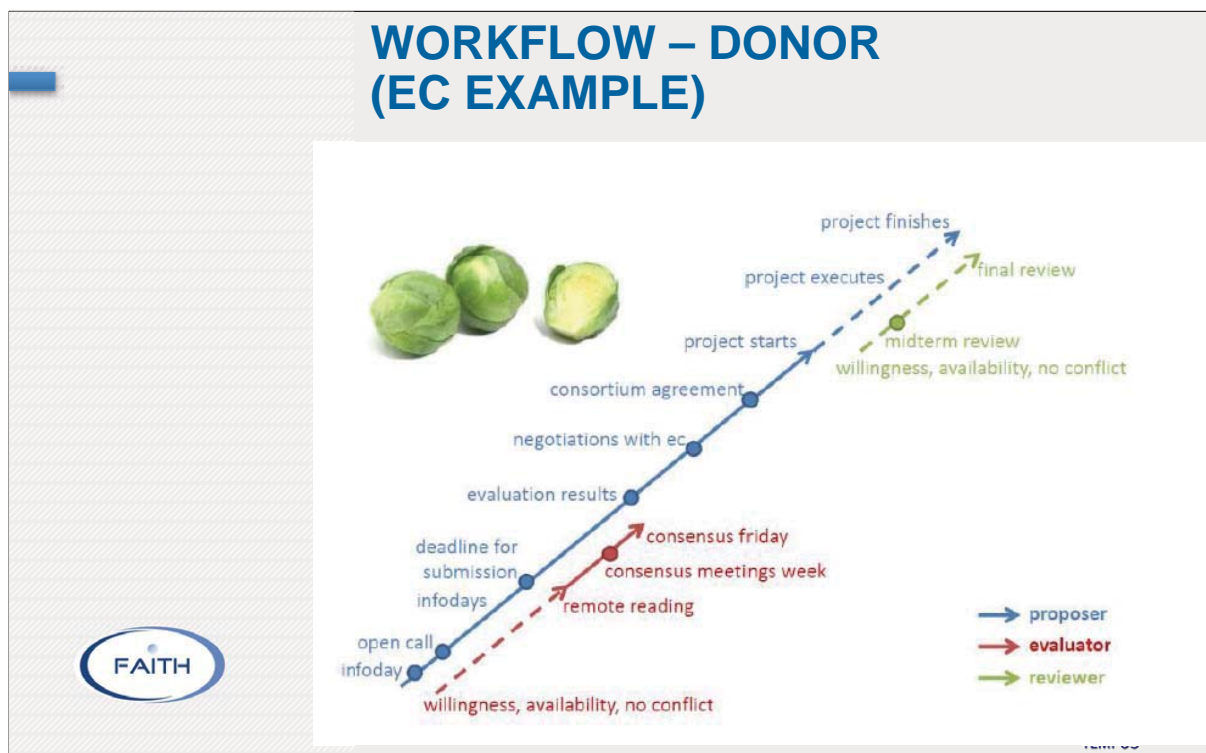 WORKFLOW – DONOR
(EC EXAMPLE)
project finishes
final review
project executes
midterm review
project starts
willingness, availability, no conflict
consortium agreement
negotiations with ec
evaluation results
consensus friday
deadline for
submission
consensus meetings week
infodays
remote reading
proposer
open call
evaluator
infoday
reviewer
willingness, availability, no conflict
FAITH